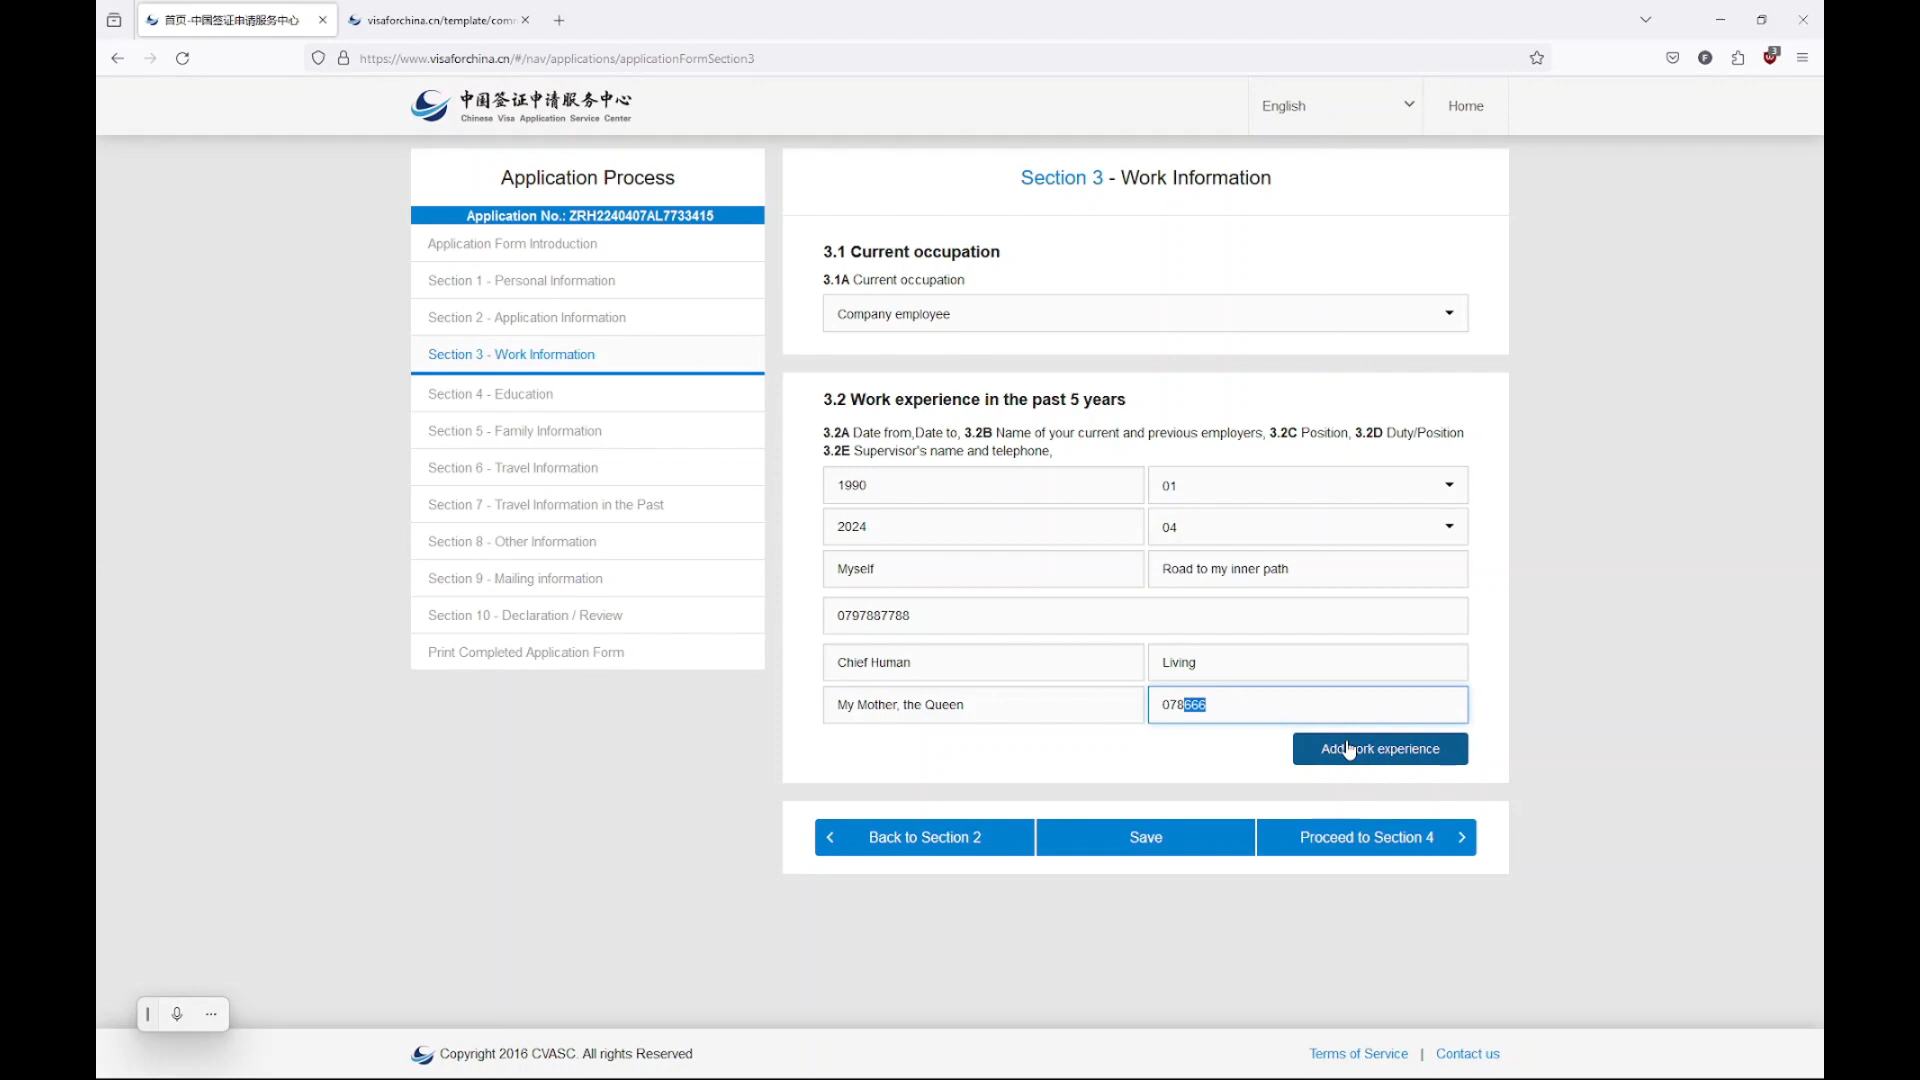 首页-中国签证申请服务中心
visaforchina.cn/template/comm
https://www.visaforchina.cn/#/nav/applications/applicationFormSection3
3
中国签证申请服务中心
Chinese Visa Application Service Center
English
Home
Application Process
Application No.: ZRH2240407AL7733415
Application Form Introduction
Section 1 - Personal Information
Section 2 - Application Information
Section 3 - Work Information
Section 4 - Education
Section 5 - Family Information
Section 6 - Travel Information
Section 7 - Travel Information in the Past
Section 8 - Other Information
Section 9 - Mailing information
Section 10 - Declaration / Review
Print Completed Application Form
Section 3 - Work Information
3.1 Current occupation
3.1A Current occupation
Company employee
3.2 Work experience in the past 5 years
3.2A Date from,Date to, 3.2B Name of your current and previous employers, 3.2C Position, 3.2D Duty/Position
3.2E Supervisor's name and telephone,
1990 01
2024 04
Myself Road to my inner path
0797887788
Chief Human Living
My Mother, the Queen 078666
Add work experience
Back to Section 2
Save
Proceed to Section 4
Copyright 2016 CVASC. All rights Reserved
Terms of Service | Contact us